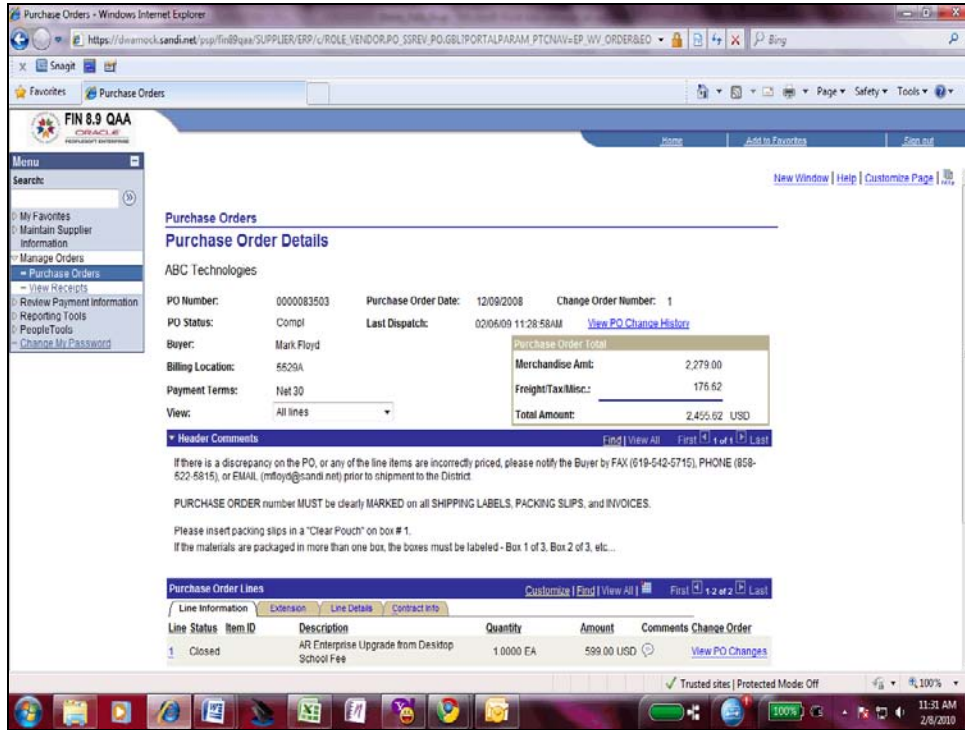 Purchase Orders - Windows Internet Explorer
https://dwamock.sandi.net/psp/fin89qaa/SUPPLIER/ERP/c/ROLE_VENDOR.PO_SSREV_PO.GBL?PORTALPARAM_PTCNAV=EP_WV_ORDER&EO
Bing
x Snagit
Favorites Purchase Orders Page Safety Tools
FIN 8.9 QAA
ORACLE
PEOPLESOFT ENTERPRISE
Home Add to Favorites Sign out
Menu
Search:
New Window | Help | Customize Page |
My Favorites
Maintain Supplier
Information
Manage Orders
- Purchase Orders
- View Receipts
Review Payment Information
Reporting Tools
PeopleTools
- Change My Password
Purchase Orders
Purchase Order Details
ABC Technologies
PO Number: 0000083503 Purchase Order Date: 12/09/2008 Change Order Number: 1
PO Status: Compl Last Dispatch: 02/06/09 11:28:58AM View PO Change History
Buyer: Mark Floyd
Billing Location: 5529A
Payment Terms: Net 30
View: All lines
Purchase Order Total
Merchandise Amt: 2,279.00
Freight/Tax/Misc.: 176.62
Total Amount: 2,455.62 USD
Header Comments Find | View All First 1 of 1 Last
If there is a discrepancy on the PO, or any of the line items are incorrectly priced, please notify the Buyer by FAX (619-542-5715), PHONE (858-
522-5815), or EMAIL (mfloyd@sandi.net) prior to shipment to the District.
PURCHASE ORDER number MUST be clearly MARKED on all SHIPPING LABELS, PACKING SLIPS, and INVOICES.
Please insert packing slips in a "Clear Pouch" on box # 1.
If the materials are packaged in more than one box, the boxes must be labeled - Box 1 of 3, Box 2 of 3, etc...
Purchase Order Lines Customize | Find | View All | First 1-2 of 2 Last
Line Information Extension Line Details Contract Info
Line Status Item ID Description Quantity Amount Comments Change Order
1 Closed AR Enterprise Upgrade from Desktop
School Fee 1.0000 EA 599.00 USD View PO Changes
Trusted sites | Protected Mode: Off 100%
100%
11:31 AM
2/8/2010